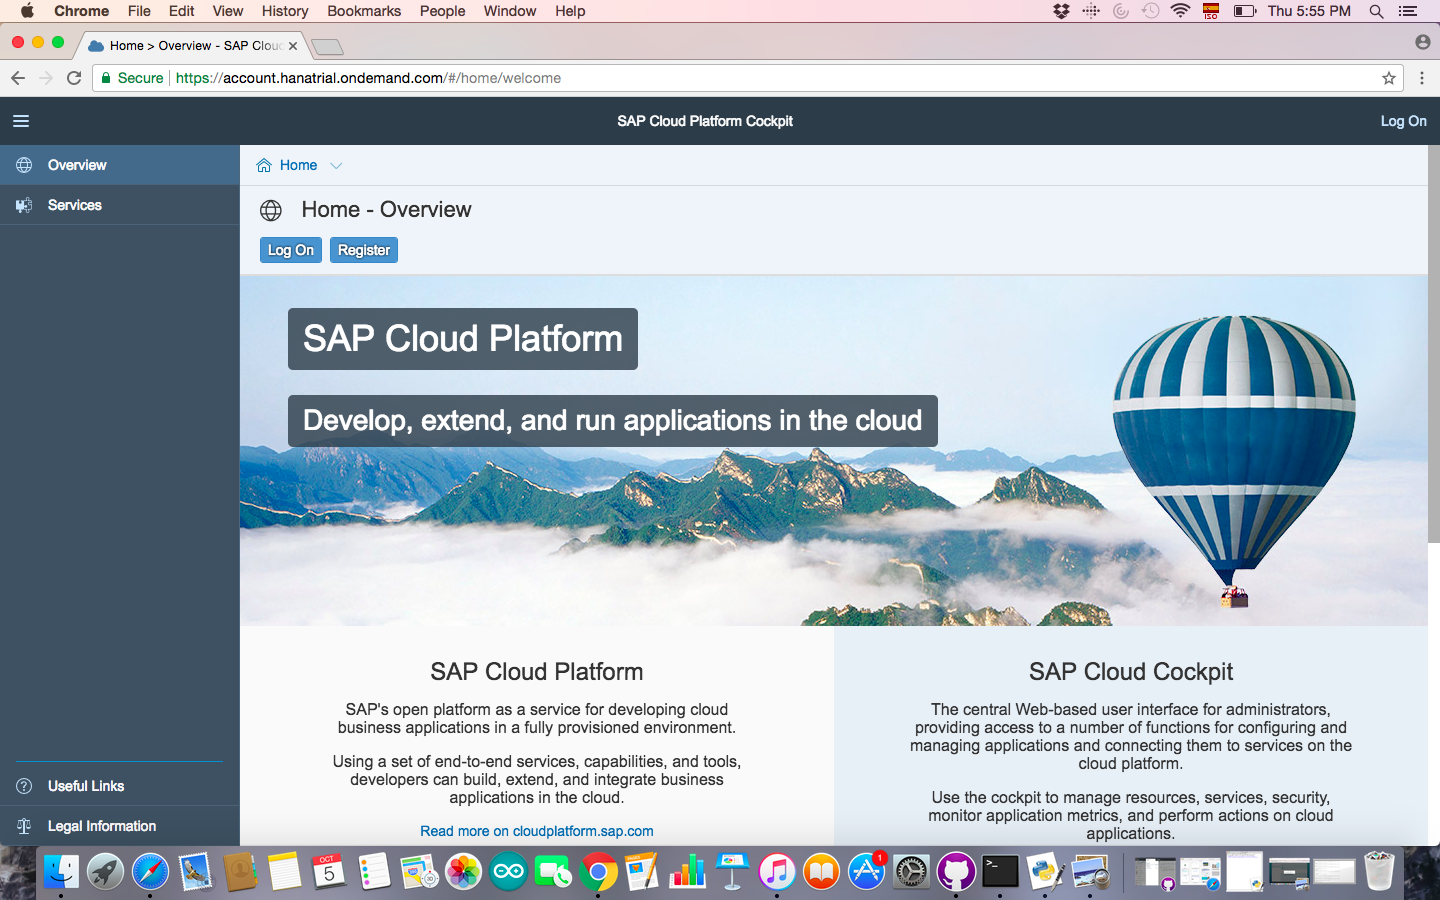 Chrome File Edit View History Bookmarks People Window Help
ISO Thu 5:55 PM
Home > Overview - SAP Clou
Secure https://account.hanatrial.ondemand.com/#/home/welcome
SAP Cloud Platform Cockpit
Log On
Overview
Services
Home
Home - Overview
Log On Register
SAP Cloud Platform
Develop, extend, and run applications in the cloud
SAP Cloud Platform
SAP's open platform as a service for developing cloud
business applications in a fully provisioned environment.
Using a set of end-to-end services, capabilities, and tools,
developers can build, extend, and integrate business
applications in the cloud.
Read more on cloudplatform.sap.com
SAP Cloud Cockpit
The central Web-based user interface for administrators,
providing access to a number of functions for configuring and
managing applications and connecting them to services on the
cloud platform.
Use the cockpit to manage resources, services, security,
monitor application metrics, and perform actions on cloud
applications.
Useful Links
Legal Information
OCT
5
1